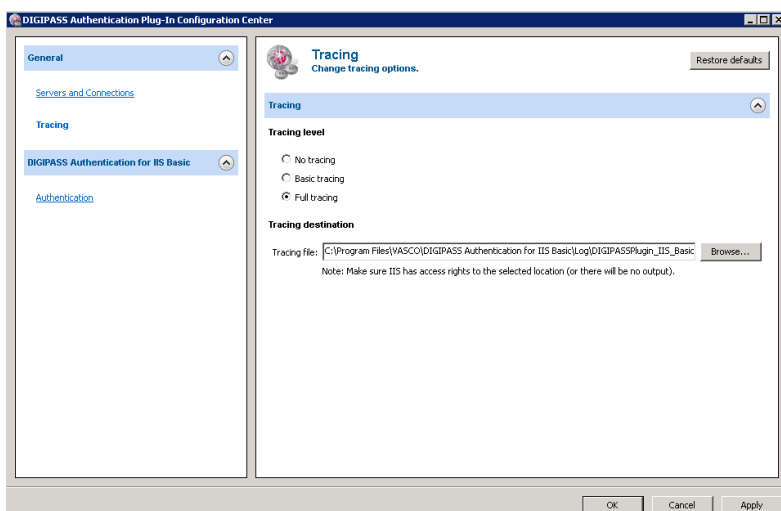 DIGIPASS Authentication Plug-In Configuration Center
General
Servers and Connections
Tracing
DIGIPASS Authentication for IIS Basic
Authentication
Tracing
Change tracing options.
Restore defaults
Tracing
Tracing level
No tracing
Basic tracing
Full tracing
Tracing destination
Tracing file: C:\Program Files\VASCO\DIGIPASS Authentication for IIS Basic\Log\DIGIPASSPlugin_IIS_Basic Browse...
Note: Make sure IIS has access rights to the selected location (or there will be no output).
OK Cancel Apply